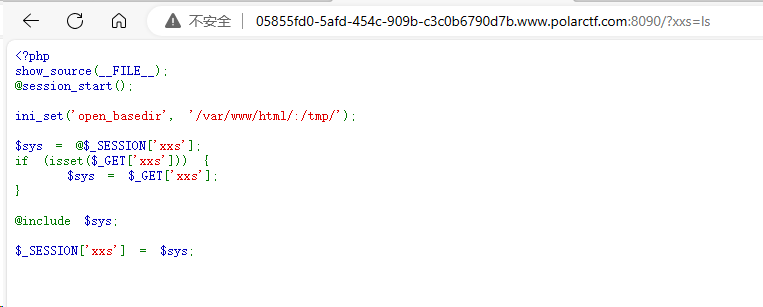 不安全 05855fd0-5afd-454c-909b-c3c0b6790d7b.www.polarctf.com:8090/?xxs=ls
<?php
show_source(__FILE__);
@session_start();
ini_set('open_basedir', '/var/www/html/:/tmp/');
$sys = @$_SESSION['xxs'];
if (isset($_GET['xxs'])) {
$sys = $_GET['xxs'];
}
@include $sys;
$_SESSION['xxs'] = $sys;